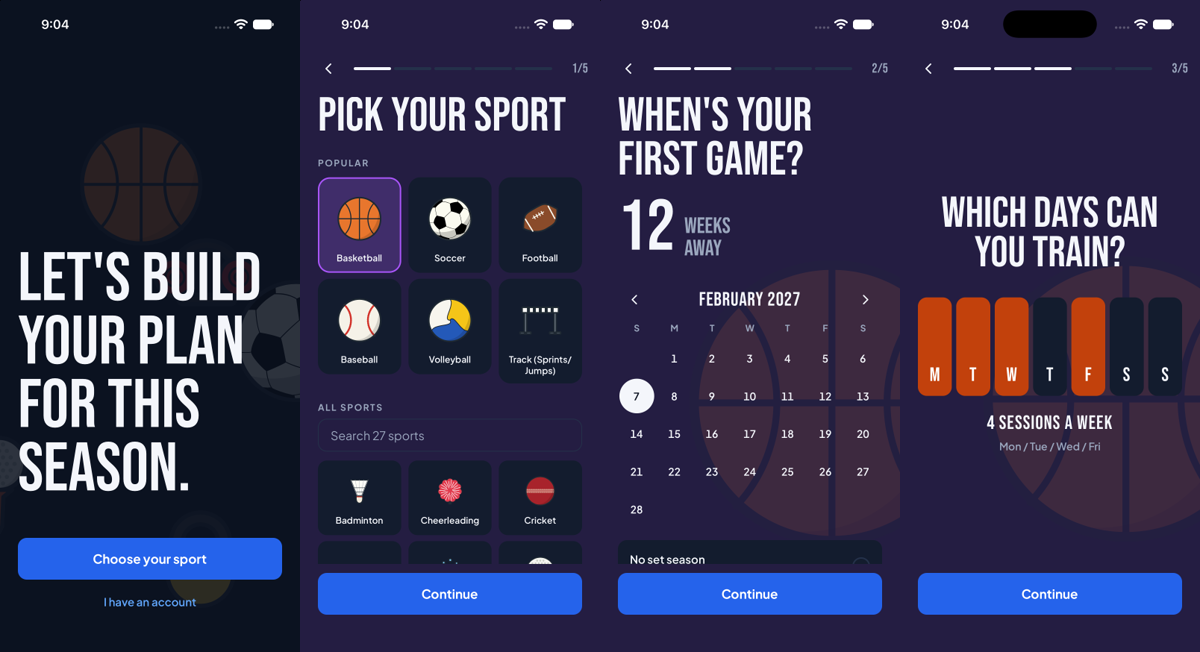 9:04
LET'S BUILD
YOUR PLAN
FOR THIS
SEASON.
Choose your sport
I have an account
9:04
1/5
PICK YOUR SPORT
POPULAR
Basketball
Soccer
Football
Baseball
Volleyball
Track (Sprints/
Jumps)
ALL SPORTS
Search 27 sports
Badminton
Cheerleading
Cricket
Continue
9:04
2/5
WHEN'S YOUR
FIRST GAME?
12 WEEKS
AWAY
FEBRUARY 2027
S M T W T F S
1 2 3 4 5 6
7 8 9 10 11 12 13
14 15 16 17 18 19 20
21 22 23 24 25 26 27
28
No set season
Continue
9:04
3/5
WHICH DAYS CAN
YOU TRAIN?
M T W T F S S
4 SESSIONS A WEEK
Mon / Tue / Wed / Fri
Continue